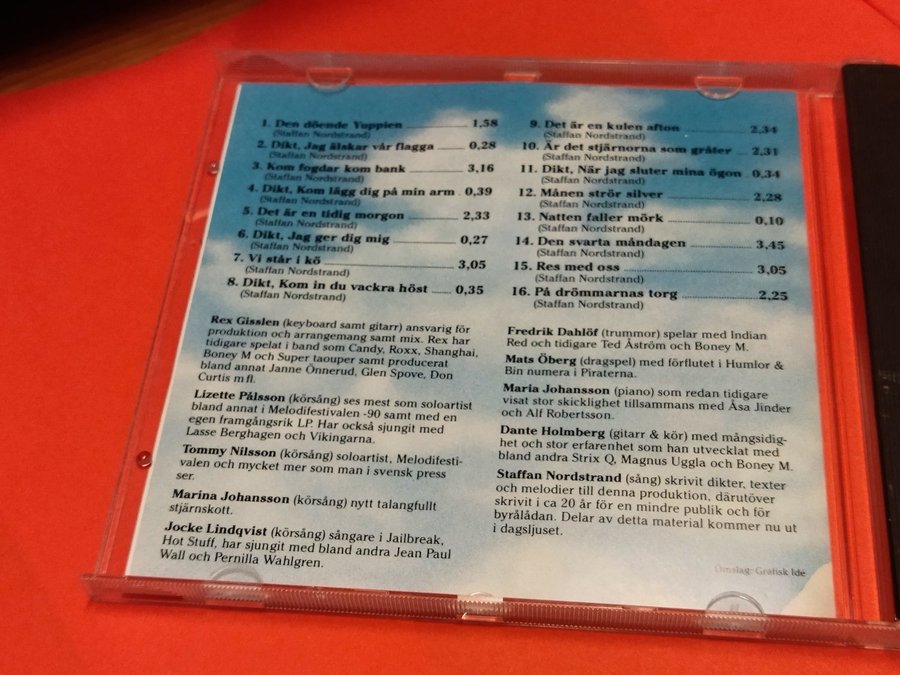 1. Den döende Yuppien ........ 1,58
(Staffan Nordstrand)
2. Dikt, Jag älskar vår flagga ........ 0,28
(Staffan Nordstrand)
3. Kom fogdar kom bank ........ 3,16
(Staffan Nordstrand)
4. Dikt, Kom lägg dig på min arm . 0,39
(Staffan Nordstrand)
5. Det är en tidig morgon ........ 2,33
(Staffan Nordstrand)
6. Dikt, Jag ger dig mig ........ 0,27
(Staffan Nordstrand)
7. Vi står i kö ........ 3,05
(Staffan Nordstrand)
8. Dikt, Kom in du vackra höst ..... 0,35
(Staffan Nordstrand)
Rex Gisslen (keyboard samt gitarr) ansvarig för
produktion och arrangemang samt mix. Rex har
tidigare spelat i band som Candy, Roxx, Shanghai,
Boney M och Super taouper samt producerat
bland annat Janne Önnerud, Glen Spove, Don
Curtis m fl.
Lizette Pålsson (körsång) ses mest som soloartist
bland annat i Melodifestivalen -90 samt med en
egen framgångsrik LP. Har också sjungit med
Lasse Berghagen och Vikingarna.
Tommy Nilsson (körsång) soloartist, Melodifesti-
valen och mycket mer som man i svensk press
ser.
Marina Johansson (körsång) nytt talangfullt
stjärnskott.
Jocke Lindqvist (körsång) sångare i Jailbreak,
Hot Stuff, har sjungit med bland andra Jean Paul
Wall och Pernilla Wahlgren.
9. Det är en kulen afton ........ 2,34
(Staffan Nordstrand)
10. Är det stjärnorna som gråter ... 2,31
(Staffan Nordstrand)
11. Dikt, När jag sluter mina ögon . 0,34
(Staffan Nordstrand)
12. Månen strör silver ........ 2,28
(Staffan Nordstrand)
13. Natten faller mörk ........ 0,10
(Staffan Nordstrand)
14. Den svarta måndagen ........ 3,45
(Staffan Nordstrand)
15. Res med oss ........ 3,05
(Staffan Nordstrand)
16. På drömmarnas torg ........ 2,25
(Staffan Nordstrand)
Fredrik Dahlöf (trummor) spelar med Indian
Red och tidigare Ted Åström och Boney M.
Mats Öberg (dragspel) med förflutet i Humlor &
Bin numera i Piraterna.
Maria Johansson (piano) som redan tidigare
visat stor skicklighet tillsammans med Åsa Jinder
och Alf Robertsson.
Dante Holmberg (gitarr & kör) med mångsidig-
het och stor erfarenhet som han utvecklat med
bland andra Strix Q, Magnus Uggla och Boney M.
Staffan Nordstrand (sång) skrivit dikter, texter
och melodier till denna produktion, därutöver
skrivit i ca 20 år för en mindre publik och för
byrålådan. Delar av detta material kommer nu ut
i dagsljuset.
Omslag: Grafisk Idé